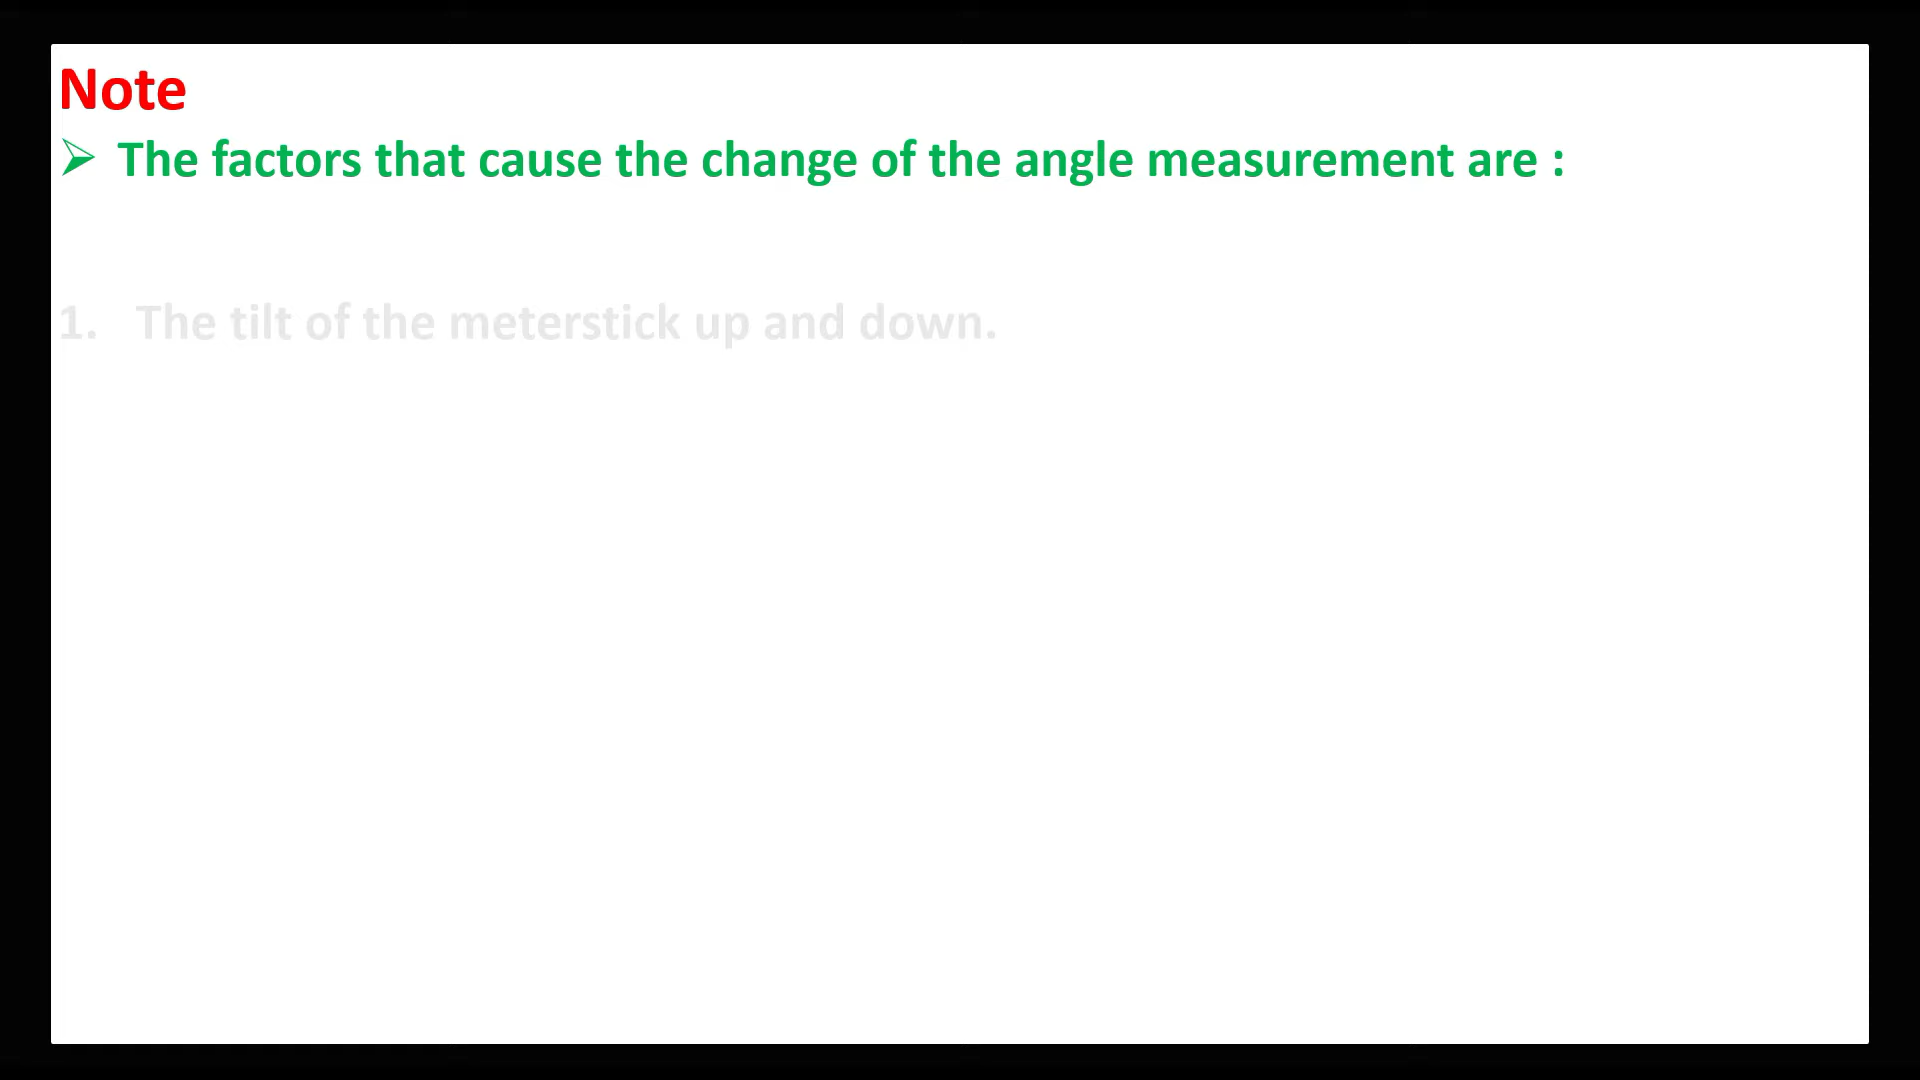 Note
➢ The factors that cause the change of the angle measurement are :
1. The tilt of the meterstick up and down.